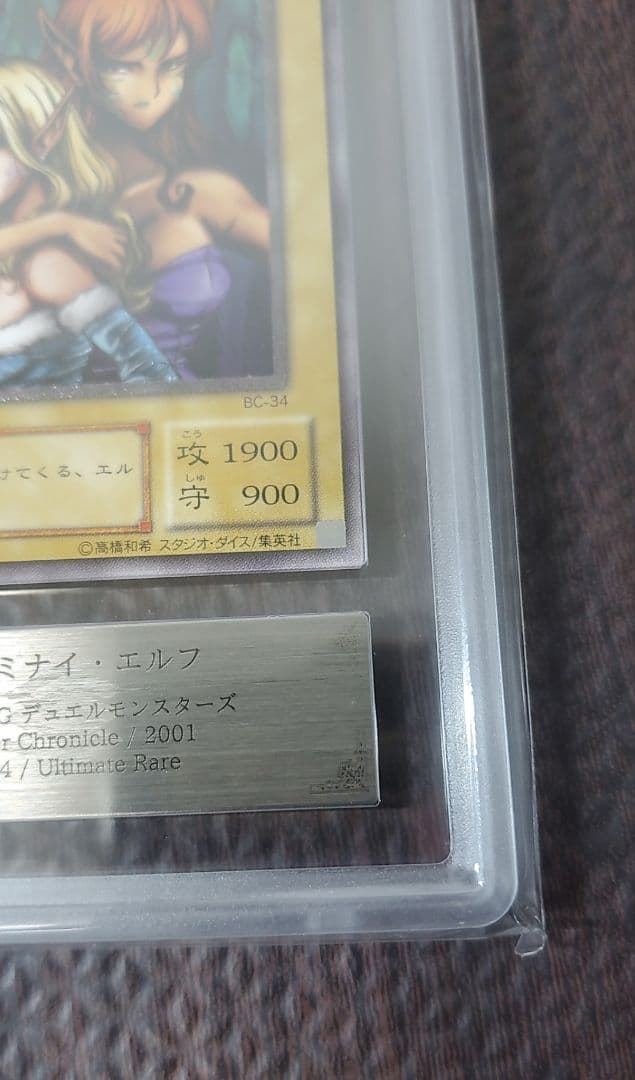 BC-34
けてくる、エル
こう
攻 1900
しゅ
守 900
©高橋和希 スタジオ・ダイス/集英社
ミナイ・エルフ
G デュエルモンスターズ
r Chronicle / 2001
4 / Ultimate Rare